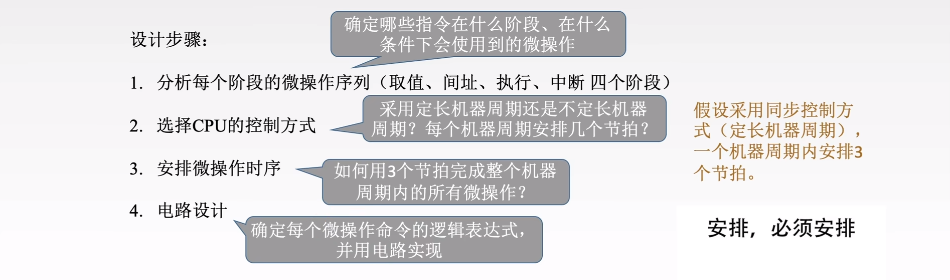 确定哪些指令在什么阶段、在什么
条件下会使用到的微操作
设计步骤：
1. 分析每个阶段的微操作序列（取值、间址、执行、中断 四个阶段）
采用定长机器周期还是不定长机器
周期？每个机器周期安排几个节拍？
2. 选择CPU的控制方式
假设采用同步控制方
式（定长机器周期），
一个机器周期内安排3
个节拍。
3. 安排微操作时序
如何用3个节拍完成整个机器
周期内的所有微操作？
4. 电路设计
确定每个微操作命令的逻辑表达式，
并用电路实现
安排，必须安排